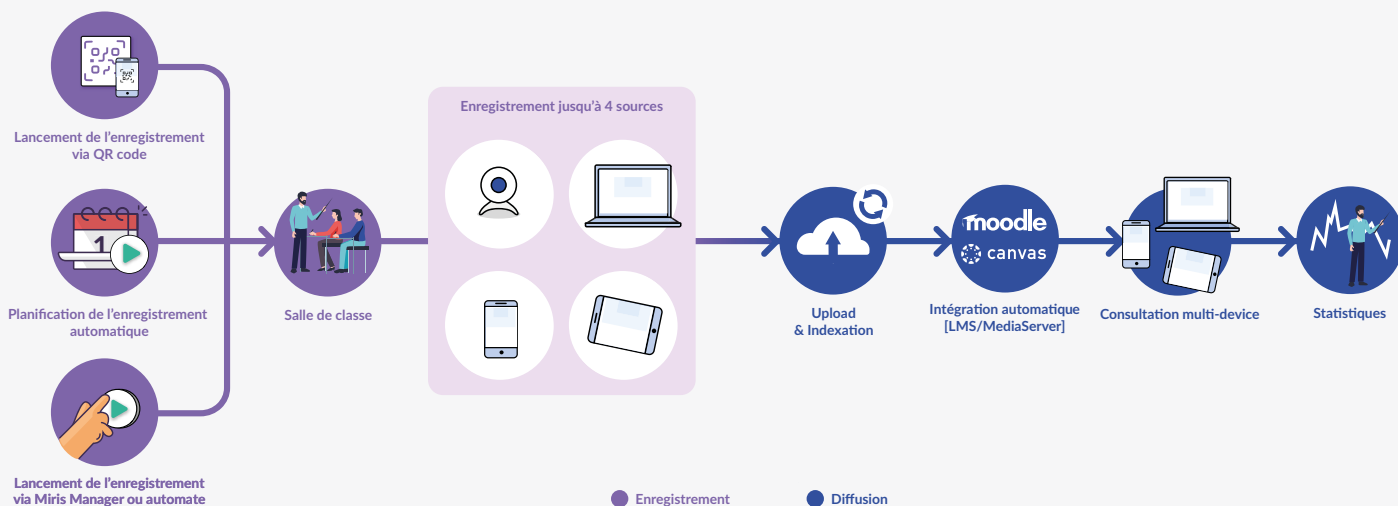 Lancement de l'enregistrement
via QR code
Planification de l'enregistrement
automatique
1
Lancement de l'enregistrement
via Miris Manager ou automate
Salle de classe
Enregistrement jusqu'à 4 sources
Upload
& Indexation
moodle
canvas
Intégration automatique
[LMS/MediaServer]
Consultation multi-device
Statistiques
Enregistrement
Diffusion